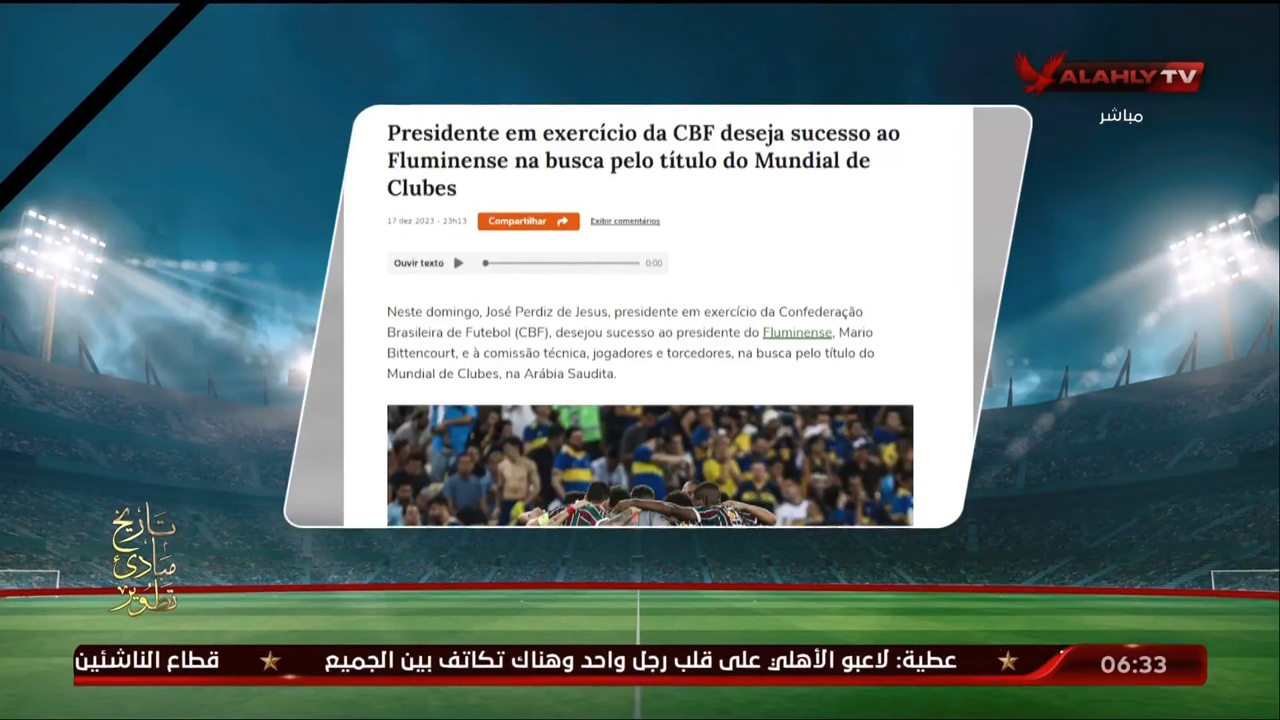 ALAHLY TV
مباشر
Presidente em exercício da CBF deseja sucesso ao
Fluminense na busca pelo título do Mundial de
Clubes
17 dez 2023 - 23h13
Compartilhar
Exibir comentários
Ouvir texto
0:00
Neste domingo, José Perdiz de Jesus, presidente em exercício da Confederação
Brasileira de Futebol (CBF), desejou sucesso ao presidente do Fluminense, Mario
Bittencourt, e à comissão técnica, jogadores e torcedores, na busca pelo título do
Mundial de Clubes, na Arábia Saudita.
تاريخ
مبادئ
تطوير
عطية: لاعبو الأهلي على قلب رجل واحد وهناك تكاتف بين الجميع
قطاع الناشئين
06:33